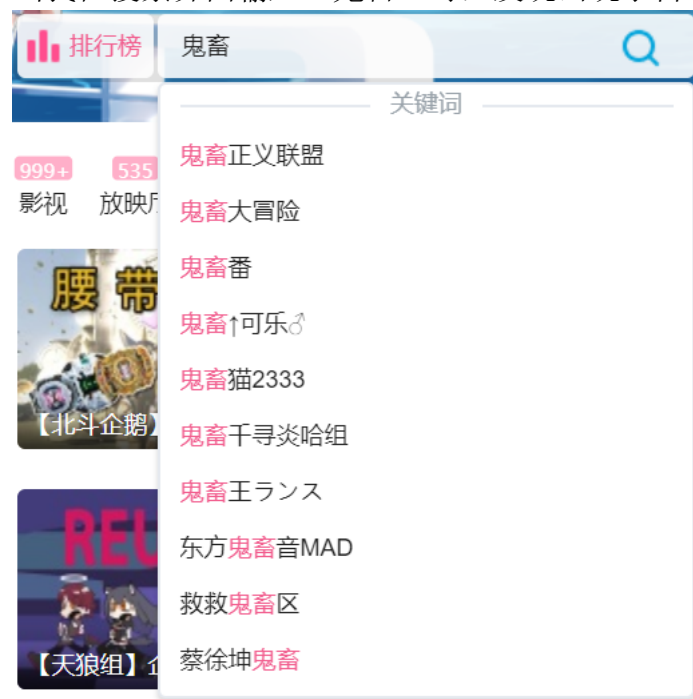 排行榜 鬼畜
关键词
鬼畜正义联盟
999+ 535
鬼畜大冒险
影视 放映厅
鬼畜番
腰带
鬼畜↑可乐♂
鬼畜猫2333
【北斗企鹅】
鬼畜千寻炎哈组
鬼畜王ランス
REU
东方鬼畜音MAD
救救鬼畜区
【天狼组】
蔡徐坤鬼畜